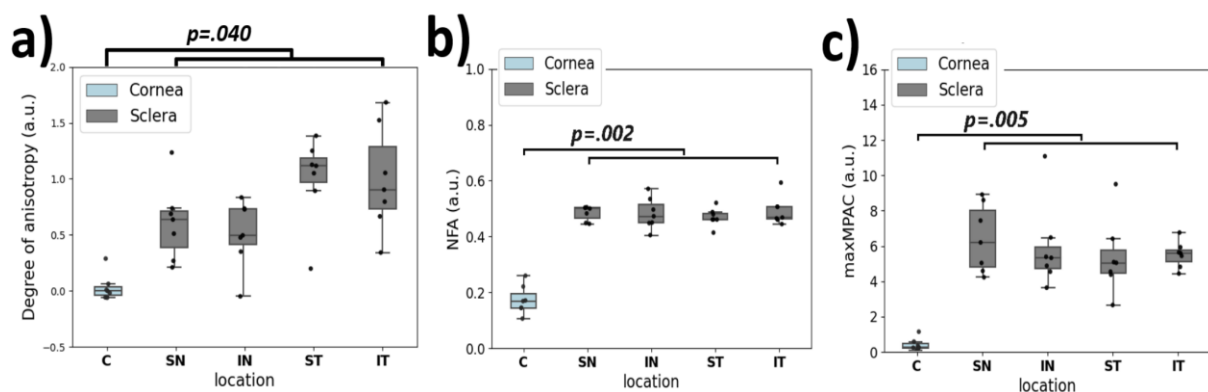 a)
p=.040
Cornea
Sclera
Degree of anisotropy (a.u.)
2.0
1.5
1.0
0.5
0.0
−0.5
C SN IN ST IT
location
b)
Cornea
Sclera
p=.002
NFA (a.u.)
1.0
0.8
0.6
0.4
0.2
0.0
C SN IN ST IT
location
c)
Cornea
Sclera
p=.005
maxMPAC (a.u.)
16
14
12
10
8
6
4
2
0
C SN IN ST IT
location